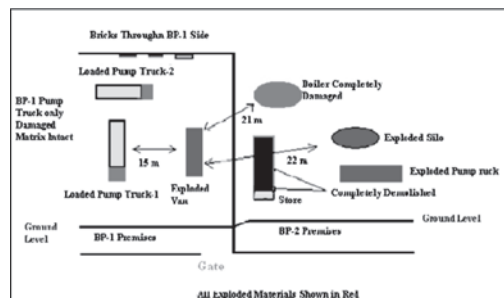 Bricks Throughn BP-1 Side
Loaded Pump Truck-2
BP-1 Pump
Truck only
Damaged
Matrix Intact
Boiler Completely
Damaged
21 m
15 m
22 m
Exploded Silo
Exploded Pump ruck
Loaded Pump Truck-1
Exploded
Van
Store
Completely Demolished
Ground
Level
Ground Level
BP-1 Premises
BP-2 Premises
Gate
All Exploded Materials Shown in Red